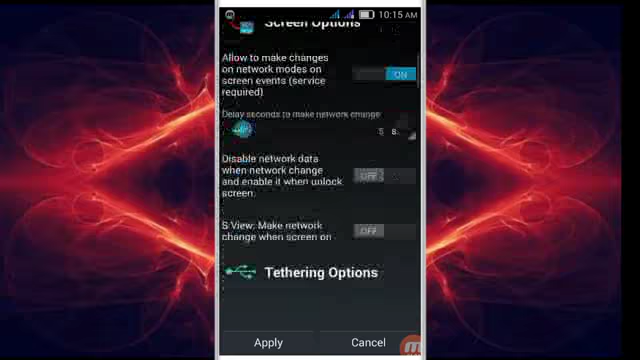 10:15 AM
Screen Options
Allow to make changes
on network modes on
screen events (service
required)
ON
Delay seconds to make network change
5
Disable network data
when network change
and enable it when unlock
screen.
OFF
S View: Make network
change when screen on
OFF
Tethering Options
Apply
Cancel